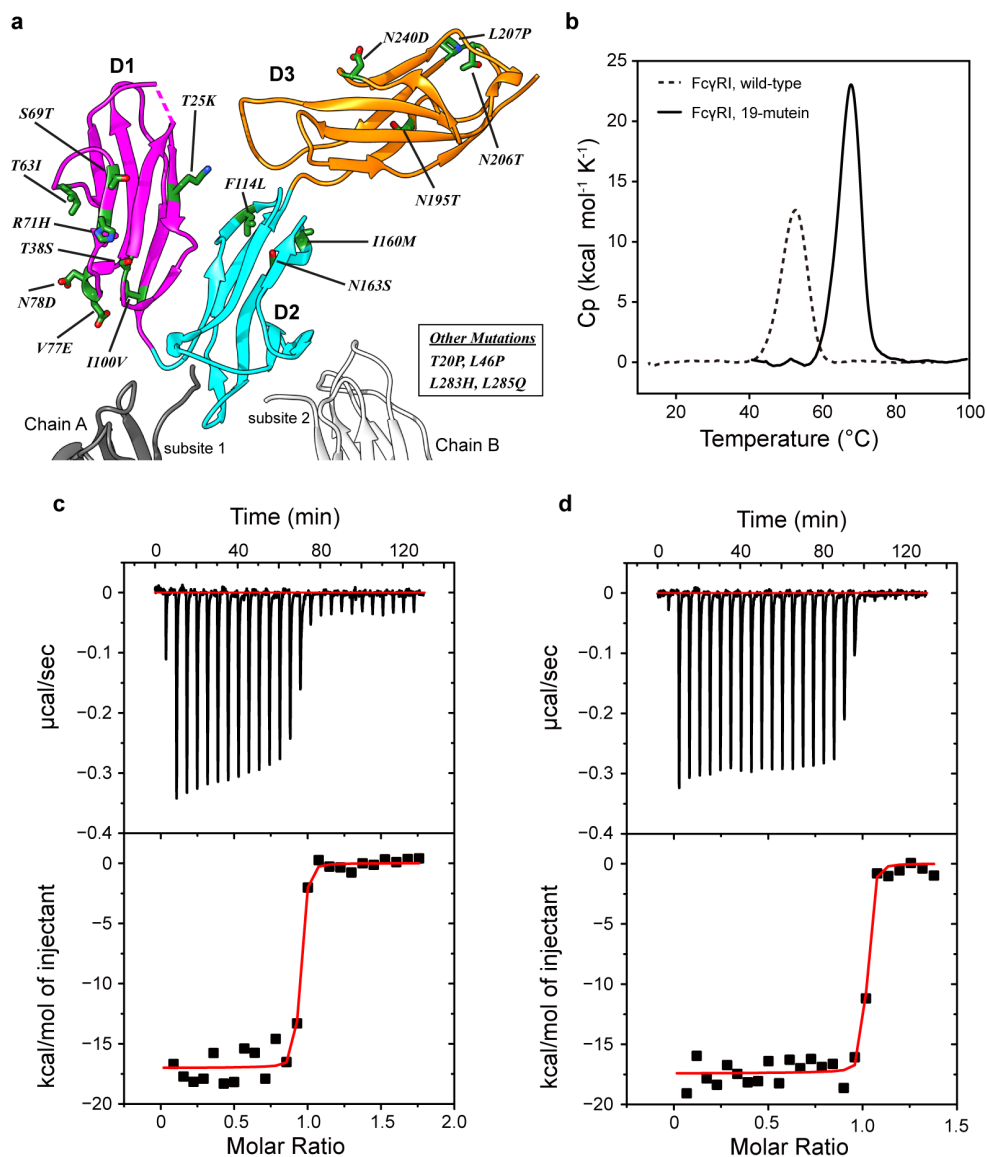 a
D1
D3
D2
N240D
L207P
S69T
T25K
T63I
N206T
F114L
N195T
R71H
T38S
I160M
N163S
N78D
V77E
I100V
Other Mutations
T20P, L46P
L283H, L285Q
Chain A
subsite 1
subsite 2
Chain B
b
FcγRI, wild-type
FcγRI, 19-mutein
25
20
15
10
5
0
Cp (kcal mol⁻¹ K⁻¹)
20 40 60 80 100
Temperature (°C)
c
Time (min)
0 40 80 120
0
−0.1
−0.2
−0.3
−0.4
µcal/sec
0
−5
−10
−15
−20
kcal/mol of injectant
0 0.5 1.0 1.5 2.0
Molar Ratio
d
Time (min)
0 40 80 120
0
−0.1
−0.2
−0.3
−0.4
µcal/sec
0
−5
−10
−15
−20
kcal/mol of injectant
0 0.5 1.0 1.5
Molar Ratio